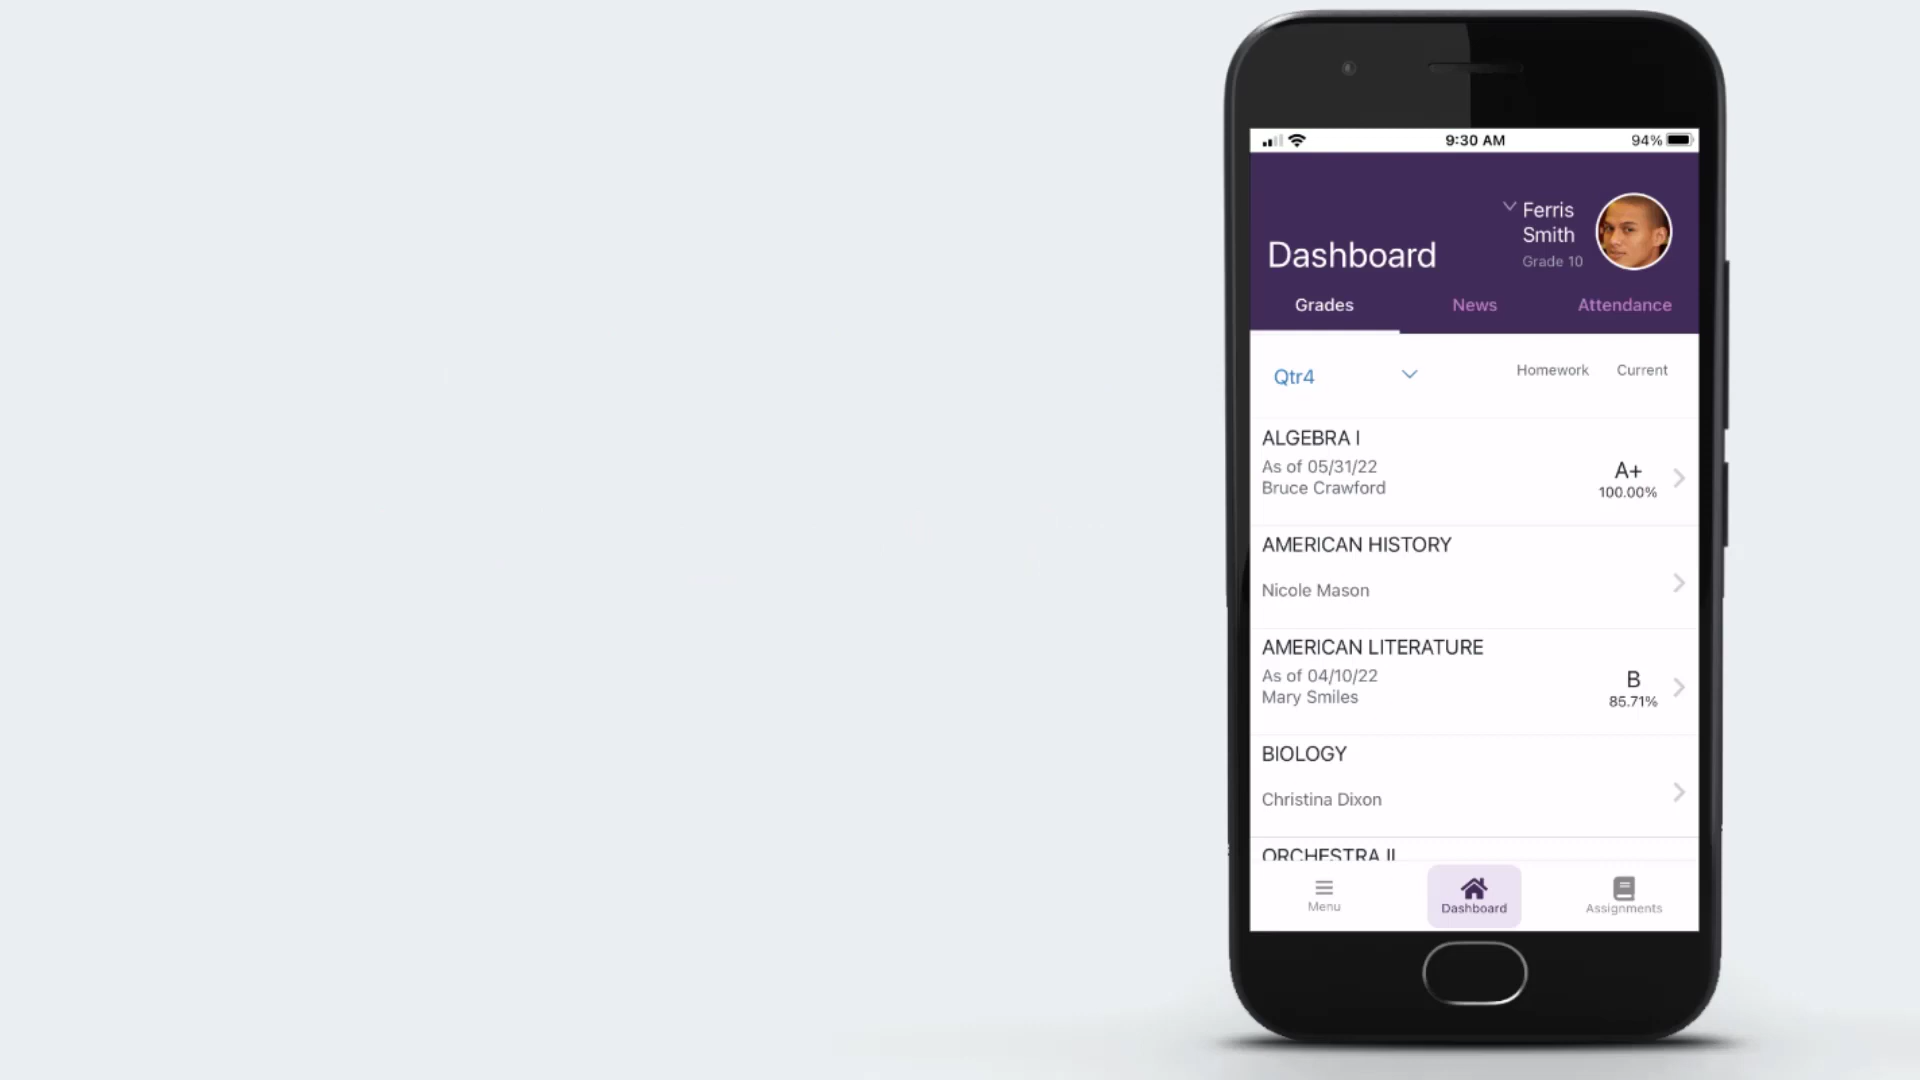 9:30 AM
94%
Ferris
Smith
Grade 10
Dashboard
Grades News Attendance
Qtr4 Homework Current
ALGEBRA I
As of 05/31/22
Bruce Crawford
A+
100.00%
AMERICAN HISTORY
Nicole Mason
AMERICAN LITERATURE
As of 04/10/22
Mary Smiles
B
85.71%
BIOLOGY
Christina Dixon
ORCHESTRA II
Menu Dashboard Assignments